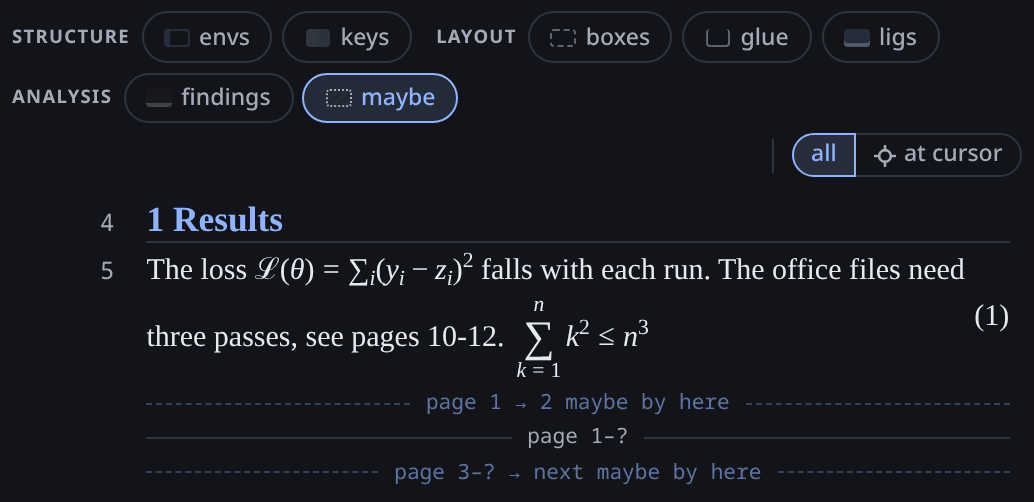 STRUCTURE envs keys LAYOUT boxes glue ligs
ANALYSIS findings maybe
all at cursor
4 1 Results
5 The loss ℒ(θ) = ∑ᵢ(yᵢ − zᵢ)² falls with each run. The office files need
three passes, see pages 10-12. ∑_{k = 1}^{n} k² ≤ n³ (1)
page 1 → 2 maybe by here
page 1–?
page 3–? → next maybe by here